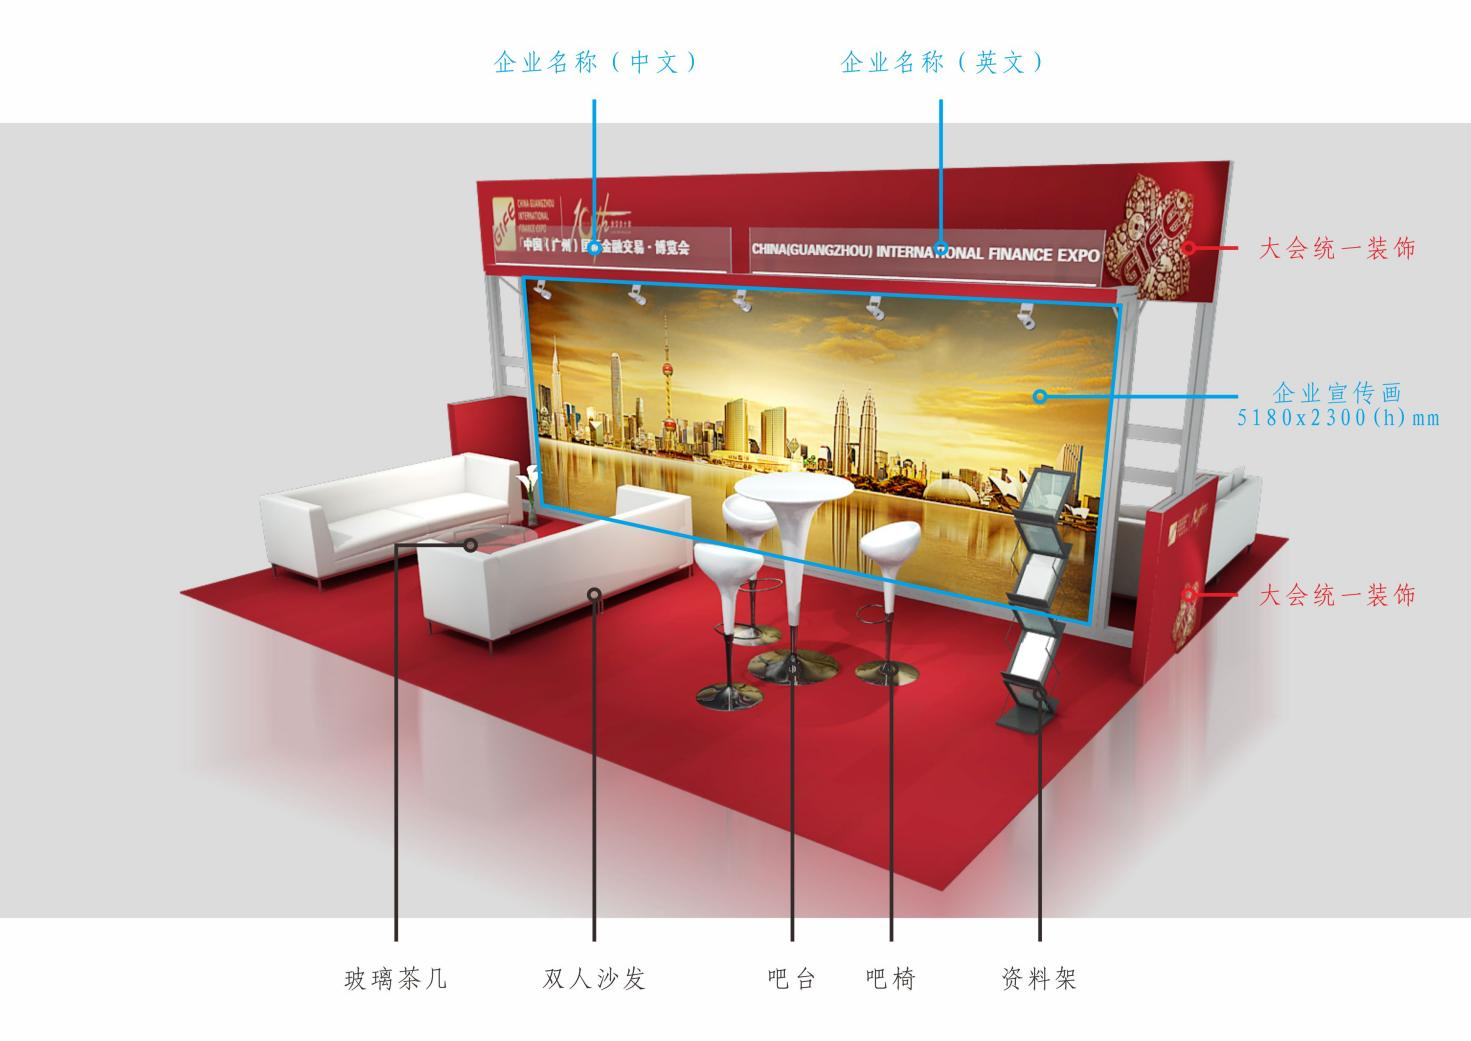 企业名称（中文）
企业名称（英文）
GIFE
CHINA GUANGZHOU
INTERNATIONAL
FINANCE EXPO
10th
中国（广州）国际金融交易·博览会
CHINA(GUANGZHOU) INTERNATIONAL FINANCE EXPO
GIFE
大会统一装饰
企业宣传画
5180x2300(h)mm
大会统一装饰
玻璃茶几
双人沙发
吧台
吧椅
资料架